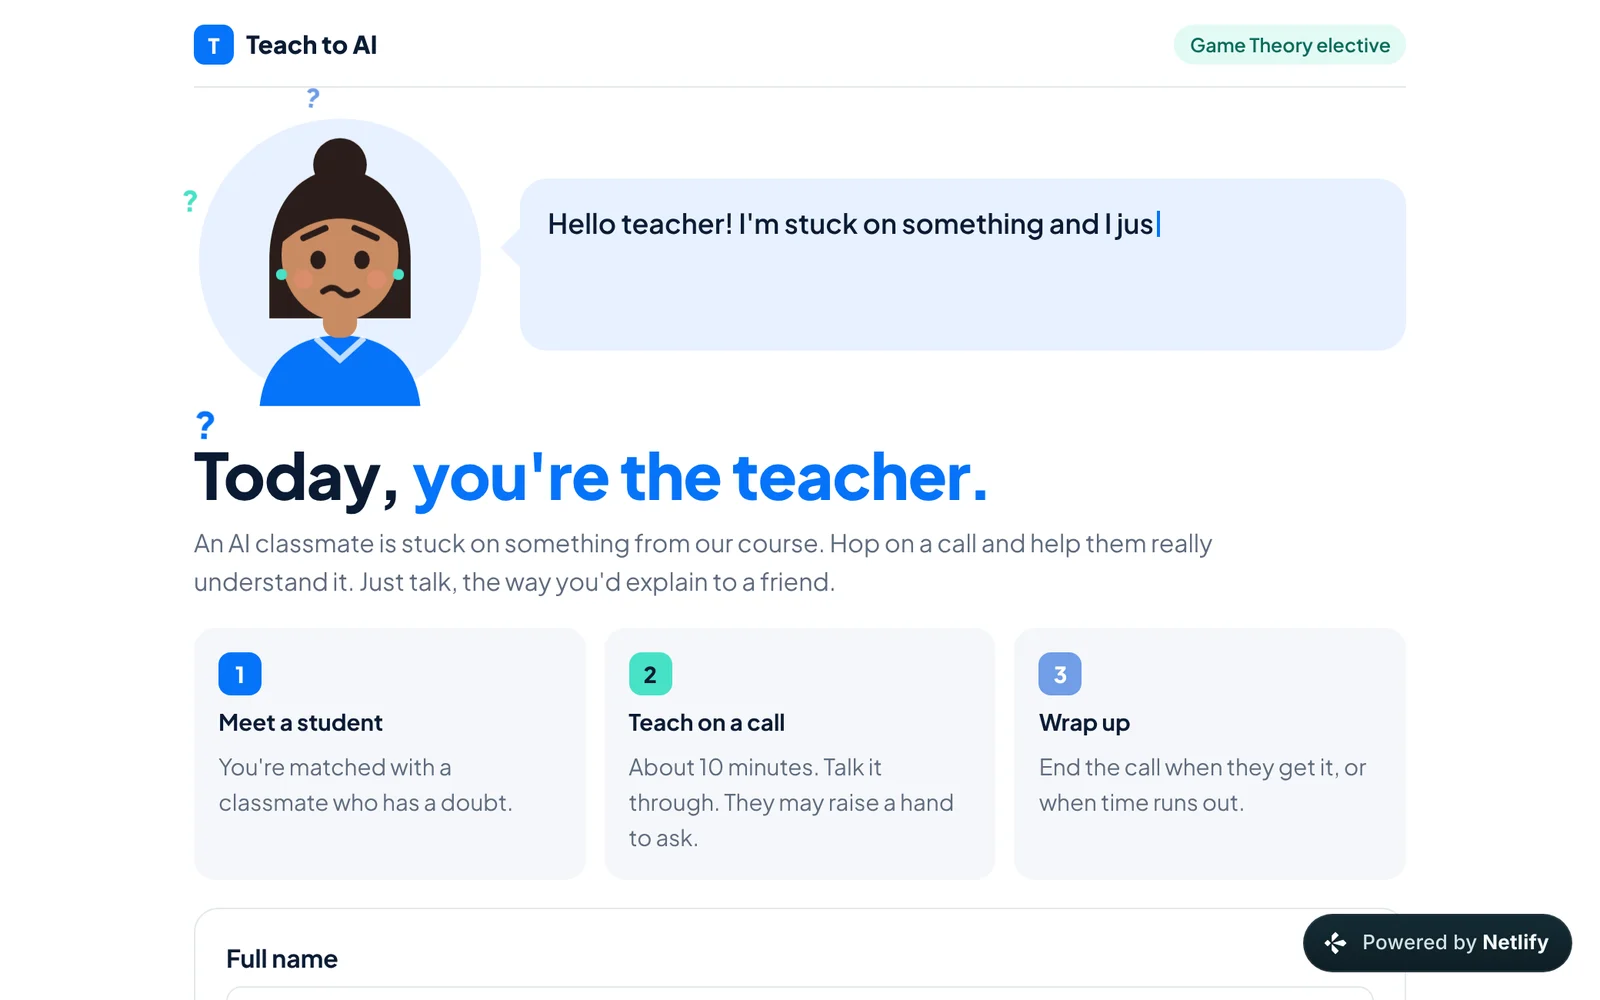 T Teach to AI
Game Theory elective
?
?
Hello teacher! I'm stuck on something and I jus
?
Today, you're the teacher.
An AI classmate is stuck on something from our course. Hop on a call and help them really
understand it. Just talk, the way you'd explain to a friend.
1
Meet a student
You're matched with a
classmate who has a doubt.
2
Teach on a call
About 10 minutes. Talk it
through. They may raise a hand
to ask.
3
Wrap up
End the call when they get it, or
when time runs out.
Full name
Powered by Netlify